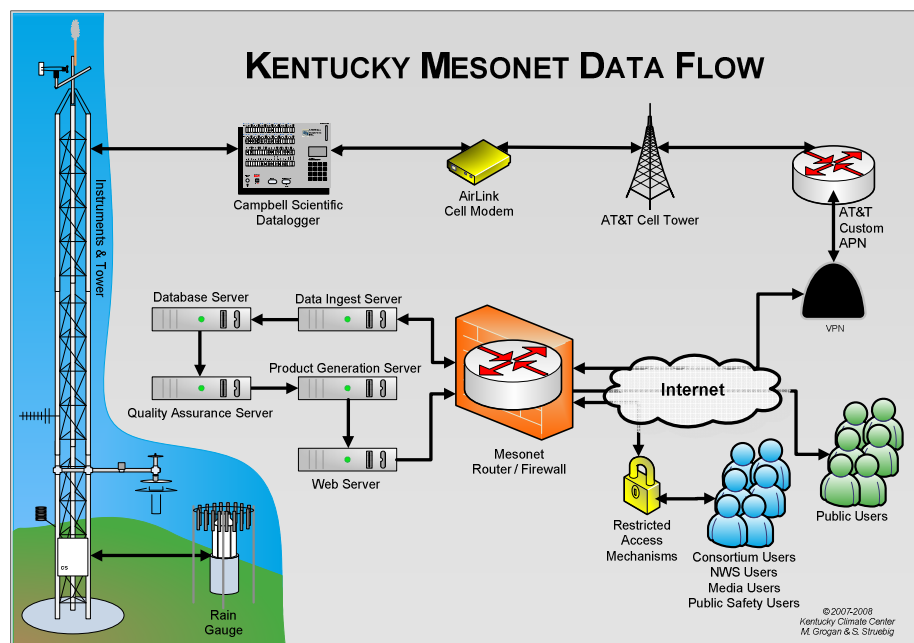 KENTUCKY MESONET DATA FLOW
Instruments & Tower
Campbell Scientific
Datalogger
AirLink
Cell Modem
AT&T Cell Tower
AT&T
Custom
APN
VPN
Database Server
Data Ingest Server
Quality Assurance Server
Product Generation Server
Web Server
Mesonet
Router / Firewall
Internet
Restricted
Access
Mechanisms
Consortium Users
NWS Users
Media Users
Public Safety Users
Public Users
CS
Rain
Gauge
©2007-2008
Kentucky Climate Center
M. Grogan & S. Struebig